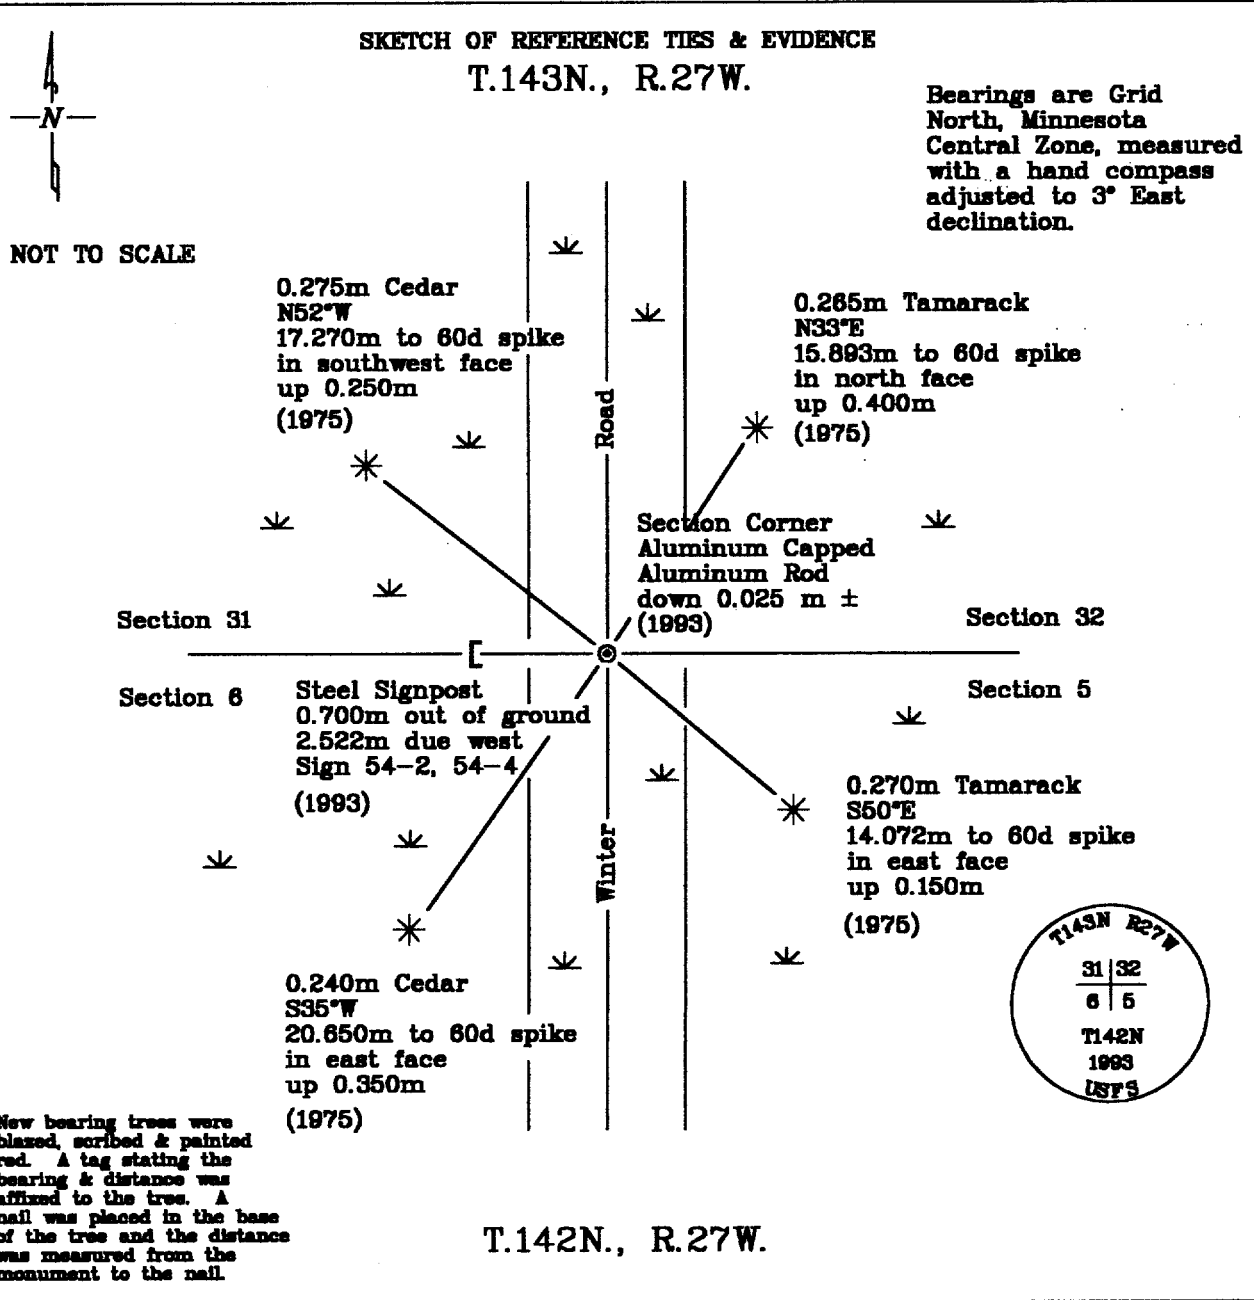 SKETCH OF REFERENCE TIES & EVIDENCE
T.143N., R.27W.
N
NOT TO SCALE
Bearings are Grid
North, Minnesota
Central Zone, measured
with a hand compass
adjusted to 3° East
declination.
0.275m Cedar
N52°W
17.270m to 60d spike
in southwest face
up 0.250m
(1975)
0.265m Tamarack
N33°E
15.893m to 60d spike
in north face
up 0.400m
(1975)
Road
Section Corner
Aluminum Capped
Aluminum Rod
down 0.025 m ±
(1993)
Section 31
Section 32
Section 6
Section 5
Steel Signpost
0.700m out of ground
2.522m due west
Sign 54-2, 54-4
(1993)
Winter
0.270m Tamarack
S50°E
14.072m to 60d spike
in east face
up 0.150m
(1975)
0.240m Cedar
S35°W
20.650m to 60d spike
in east face
up 0.350m
(1975)
T143N R27W
31 32
6 5
T142N
1993
USFS
New bearing trees were
blazed, scribed & painted
red. A tag stating the
bearing & distance was
affixed to the tree. A
nail was placed in the base
of the tree and the distance
was measured from the
monument to the nail.
T.142N., R.27W.